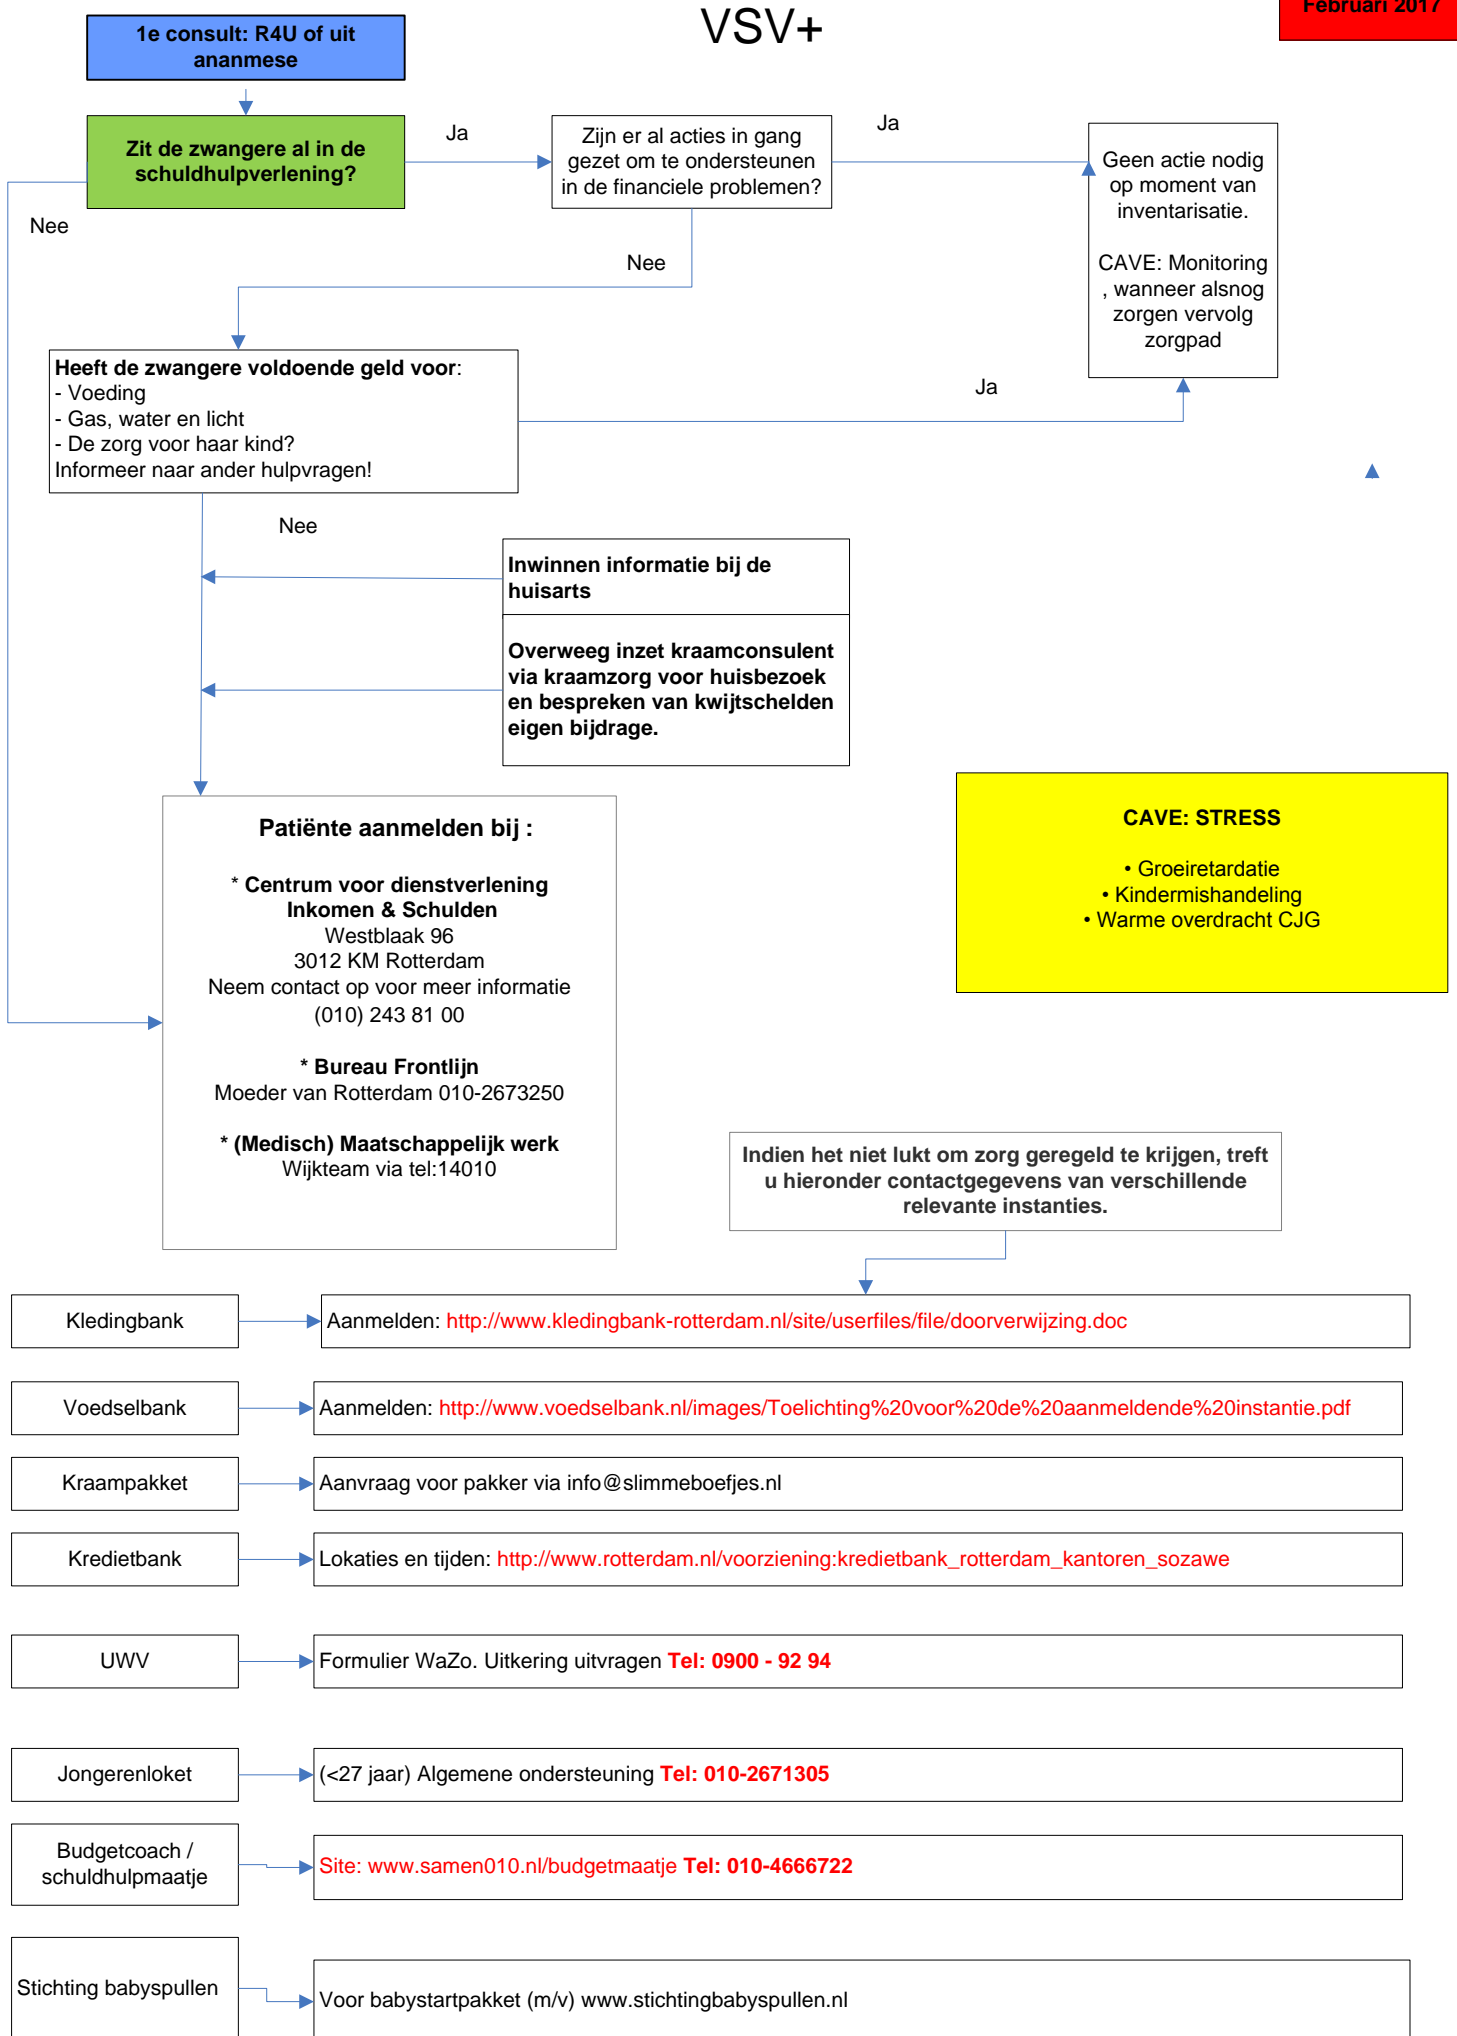 VSV+
Februari 2017
1e consult: R4U of uit
ananmese
Zit de zwangere al in de
schuldhulpverlening?
Ja
Zijn er al acties in gang
gezet om te ondersteunen
in de financiele problemen?
Ja
Geen actie nodig
op moment van
inventarisatie.
CAVE: Monitoring
, wanneer alsnog
zorgen vervolg
zorgpad
Nee
Nee
Heeft de zwangere voldoende geld voor:
- Voeding
- Gas, water en licht
- De zorg voor haar kind?
Informeer naar ander hulpvragen!
Ja
Nee
Inwinnen informatie bij de
huisarts
Overweeg inzet kraamconsulent
via kraamzorg voor huisbezoek
en bespreken van kwijtschelden
eigen bijdrage.
Patiënte aanmelden bij :
* Centrum voor dienstverlening
Inkomen & Schulden
Westblaak 96
3012 KM Rotterdam
Neem contact op voor meer informatie
(010) 243 81 00
* Bureau Frontlijn
Moeder van Rotterdam 010-2673250
* (Medisch) Maatschappelijk werk
Wijkteam via tel:14010
CAVE: STRESS
• Groeiretardatie
• Kindermishandeling
• Warme overdracht CJG
Indien het niet lukt om zorg geregeld te krijgen, treft
u hieronder contactgegevens van verschillende
relevante instanties.
Kledingbank
Aanmelden: http://www.kledingbank-rotterdam.nl/site/userfiles/file/doorverwijzing.doc
Voedselbank
Aanmelden: http://www.voedselbank.nl/images/Toelichting%20voor%20de%20aanmeldende%20instantie.pdf
Kraampakket
Aanvraag voor pakker via info@slimmeboefjes.nl
Kredietbank
Lokaties en tijden: http://www.rotterdam.nl/voorziening:kredietbank_rotterdam_kantoren_sozawe
UWV
Formulier WaZo. Uitkering uitvragen Tel: 0900 - 92 94
Jongerenloket
(<27 jaar) Algemene ondersteuning Tel: 010-2671305
Budgetcoach /
schuldhulpmaatje
Site: www.samen010.nl/budgetmaatje Tel: 010-4666722
Stichting babyspullen
Voor babystartpakket (m/v) www.stichtingbabyspullen.nl